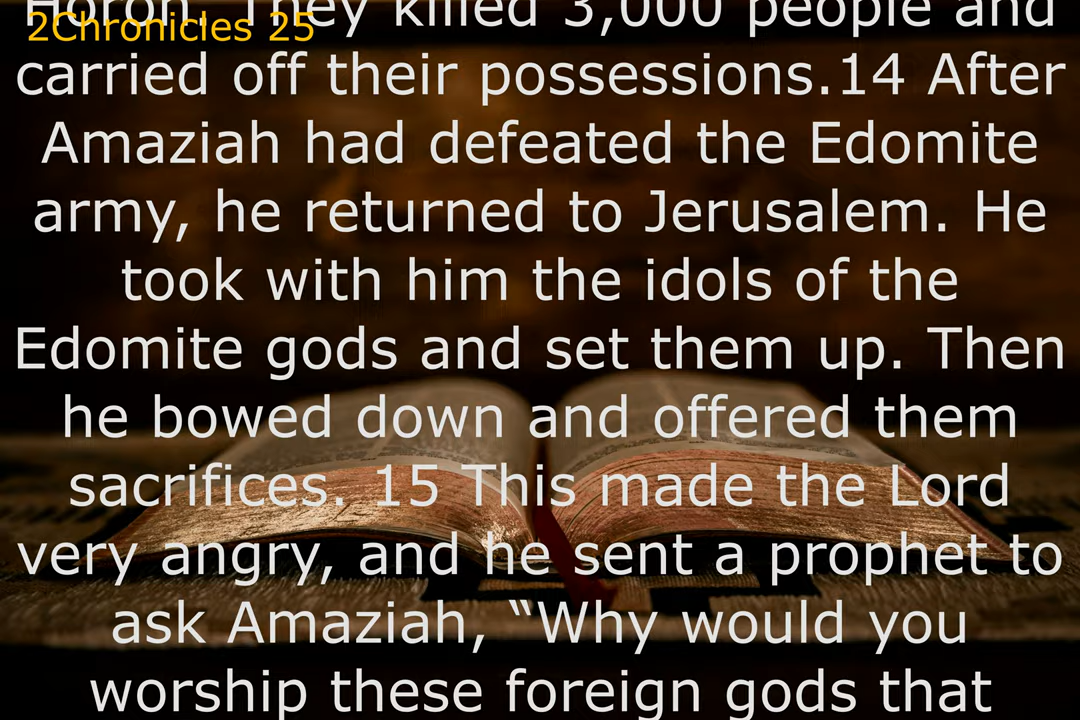 Horon. They killed 3,000 people and
2Chronicles 25
carried off their possessions.14 After
Amaziah had defeated the Edomite
army, he returned to Jerusalem. He
took with him the idols of the
Edomite gods and set them up. Then
he bowed down and offered them
sacrifices. 15 This made the Lord
very angry, and he sent a prophet to
ask Amaziah, “Why would you
worship these foreign gods that